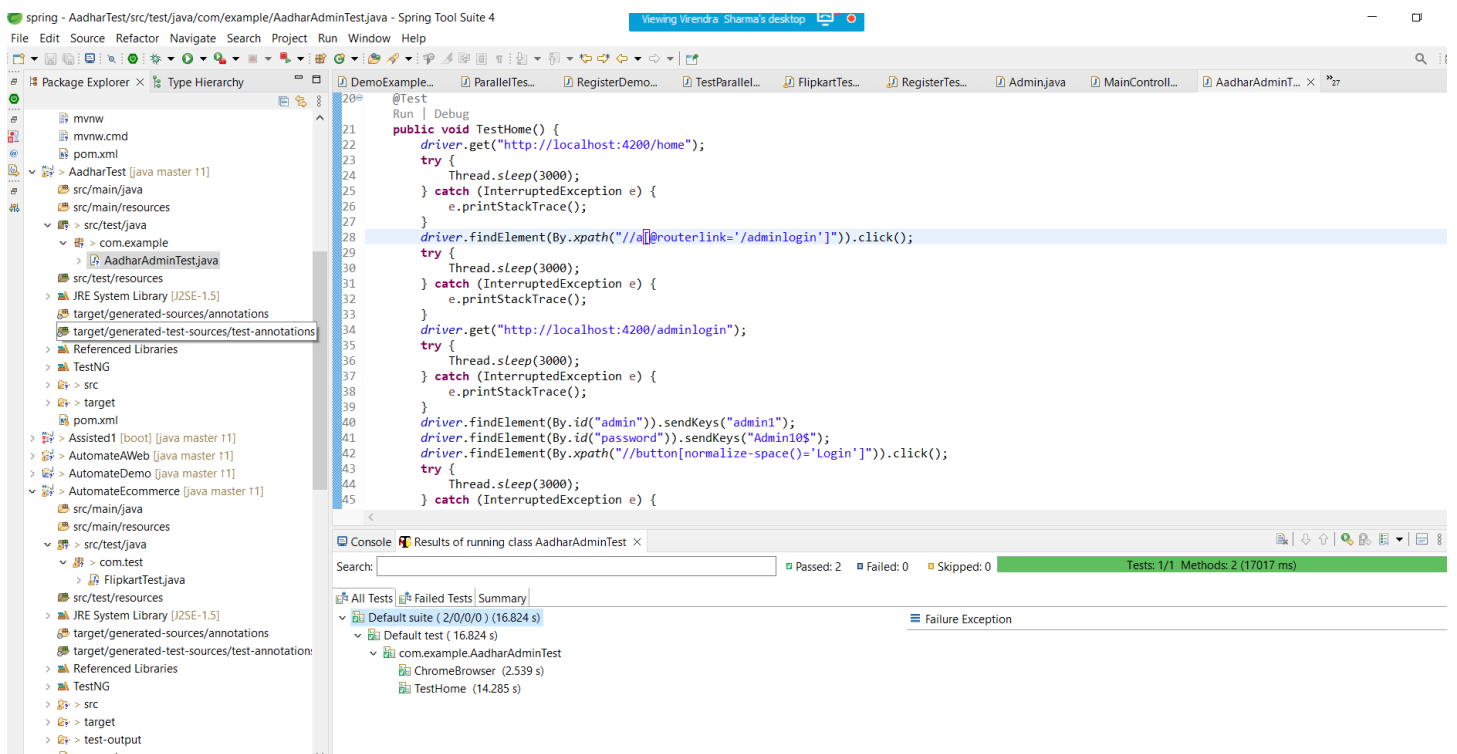 spring - AadharTest/src/test/java/com/example/AadharAdminTest.java - Spring Tool Suite 4
Viewing Virendra Sharma's desktop
File Edit Source Refactor Navigate Search Project Run Window Help
Package Explorer × Type Hierarchy
mvnw
mvnw.cmd
pom.xml
> AadharTest [java master ↑1]
src/main/java
src/main/resources
> src/test/java
> com.example
> AadharAdminTest.java
src/test/resources
> JRE System Library [J2SE-1.5]
target/generated-sources/annotations
target/generated-test-sources/test-annotations
> Referenced Libraries
> TestNG
> > src
> > target
pom.xml
> > Assisted1 [boot] [java master ↑1]
> > AutomateAWeb [java master ↑1]
> > AutomateDemo [java master ↑1]
> AutomateEcommerce [java master ↑1]
src/main/java
src/main/resources
> src/test/java
> com.test
> FlipkartTest.java
src/test/resources
> JRE System Library [J2SE-1.5]
target/generated-sources/annotations
target/generated-test-sources/test-annotation:
> Referenced Libraries
> TestNG
> > src
> > target
> > test-output
DemoExample... ParallelTes... RegisterDemo... TestParallel... FlipkartTes... RegisterTes... Admin.java MainControll... AadharAdminT... × »27
20 @Test
Run | Debug
21 public void TestHome() {
22 driver.get("http://localhost:4200/home");
23 try {
24 Thread.sleep(3000);
25 } catch (InterruptedException e) {
26 e.printStackTrace();
27 }
28 driver.findElement(By.xpath("//a[@routerlink='/adminlogin']")).click();
29 try {
30 Thread.sleep(3000);
31 } catch (InterruptedException e) {
32 e.printStackTrace();
33 }
34 driver.get("http://localhost:4200/adminlogin");
35 try {
36 Thread.sleep(3000);
37 } catch (InterruptedException e) {
38 e.printStackTrace();
39 }
40 driver.findElement(By.id("admin")).sendKeys("admin1");
41 driver.findElement(By.id("password")).sendKeys("Admin10$");
42 driver.findElement(By.xpath("//button[normalize-space()='Login']")).click();
43 try {
44 Thread.sleep(3000);
45 } catch (InterruptedException e) {
Console Results of running class AadharAdminTest ×
Search: Passed: 2 Failed: 0 Skipped: 0 Tests: 1/1 Methods: 2 (17017 ms)
All Tests Failed Tests Summary
Default suite ( 2/0/0/0 ) (16.824 s)
Default test ( 16.824 s)
com.example.AadharAdminTest
ChromeBrowser (2.539 s)
TestHome (14.285 s)
Failure Exception